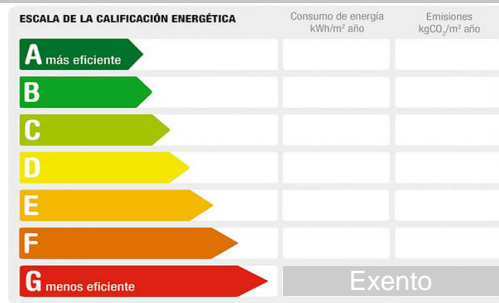 ESCALA DE LA CALIFICACIÓN ENERGÉTICA
Consumo de energía
kWh/m² año
Emisiones
kgCO₂/m² año
A más eficiente
B
C
D
E
F
G menos eficiente
Exento